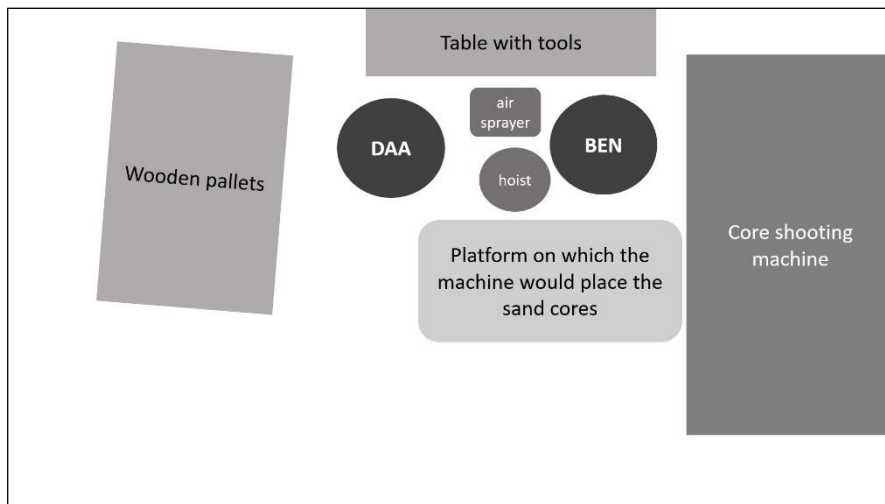 Table with tools
air
sprayer
DAA
BEN
Wooden pallets
hoist
Platform on which the
machine would place the
sand cores
Core shooting
machine